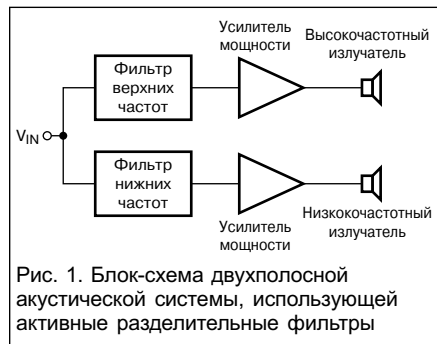 Усилитель
мощности
Высокочастотный
излучатель
Фильтр
верхних
частот
VIN
Фильтр
нижних
частот
Усилитель
мощности
Низкокочастотный
излучатель
Рис. 1. Блок-схема двухполосной
акустической системы, использующей
активные разделительные фильтры